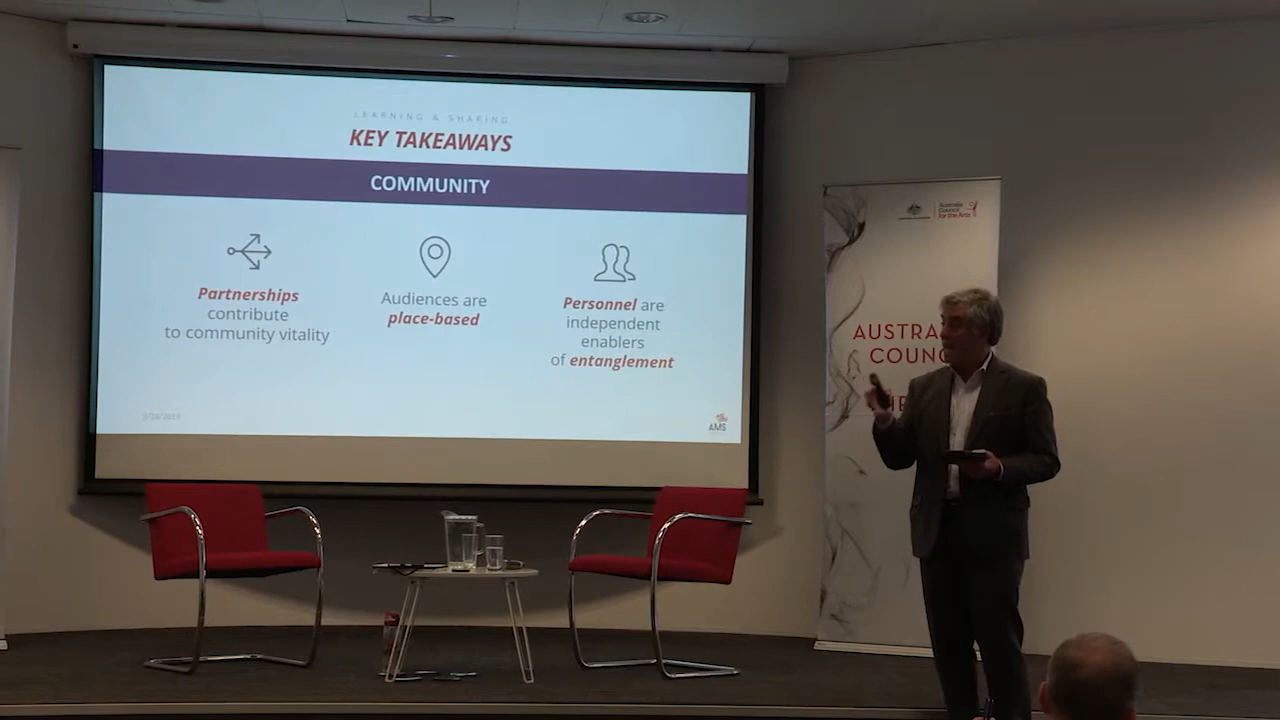 LEARNING & SHARING
KEY TAKEAWAYS
COMMUNITY
Partnerships
contribute
to community vitality
Audiences are
place-based
Personnel are
independent
enablers
of entanglement
AMS
Australia
Council
for the Arts
AUSTRA
COUNC